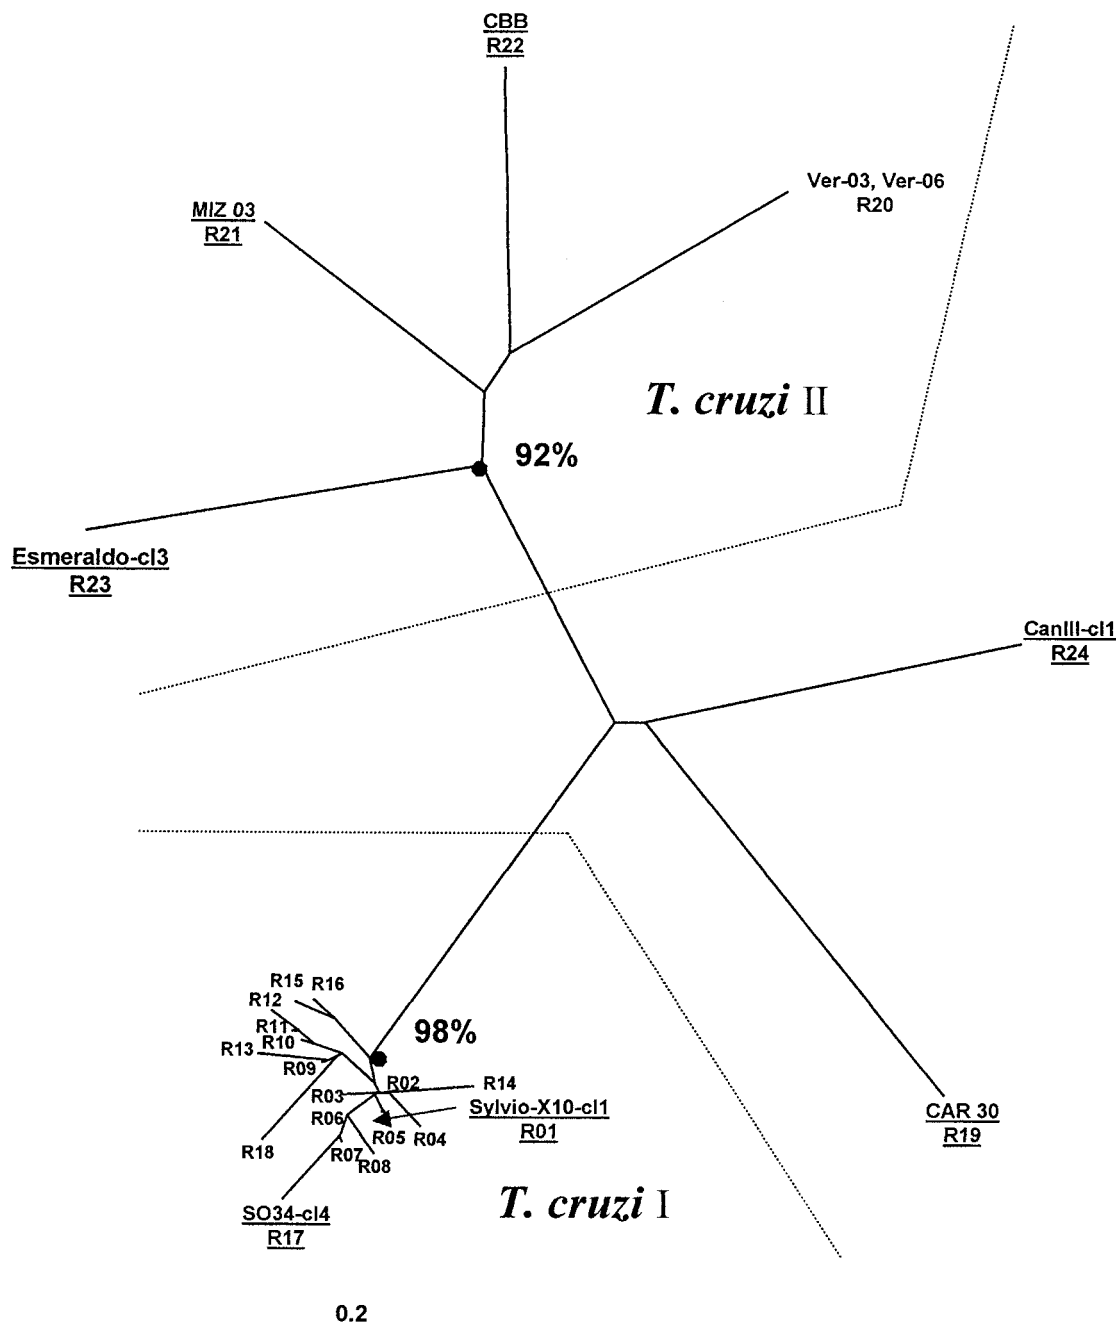 CBB
R22
Ver-03, Ver-06
R20
MIZ 03
R21
T. cruzi II
92%
Esmeraldo-cl3
R23
CanIII-cl1
R24
R15
R16
R12
98%
R11
R10
R13
R09
R02
R14
R03
Sylvio-X10-cl1
R01
R06
R05
R04
CAR 30
R19
R18
R07
R08
T. cruzi I
SO34-cl4
R17
0.2